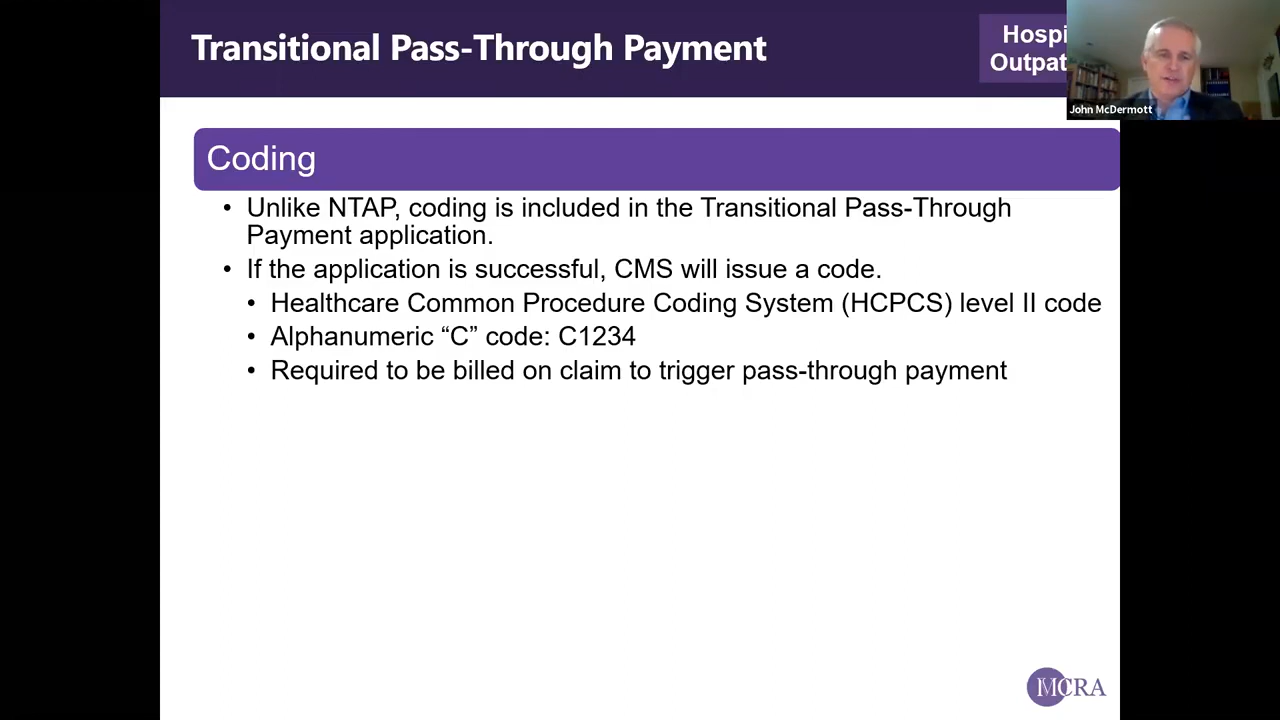 Transitional Pass-Through Payment
Hospi
Outpat
John McDermott
Coding
• Unlike NTAP, coding is included in the Transitional Pass-Through
Payment application.
• If the application is successful, CMS will issue a code.
• Healthcare Common Procedure Coding System (HCPCS) level II code
• Alphanumeric “C” code: C1234
• Required to be billed on claim to trigger pass-through payment
MCRA